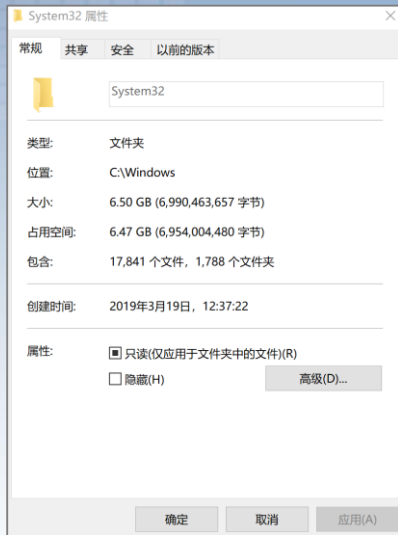 System32 属性
常规 共享 安全 以前的版本
System32
类型: 文件夹
位置: C:\Windows
大小: 6.50 GB (6,990,463,657 字节)
占用空间: 6.47 GB (6,954,004,480 字节)
包含: 17,841 个文件，1,788 个文件夹
创建时间: 2019年3月19日，12:37:22
属性: 只读(仅应用于文件夹中的文件)(R)
隐藏(H) 高级(D)...
确定 取消 应用(A)